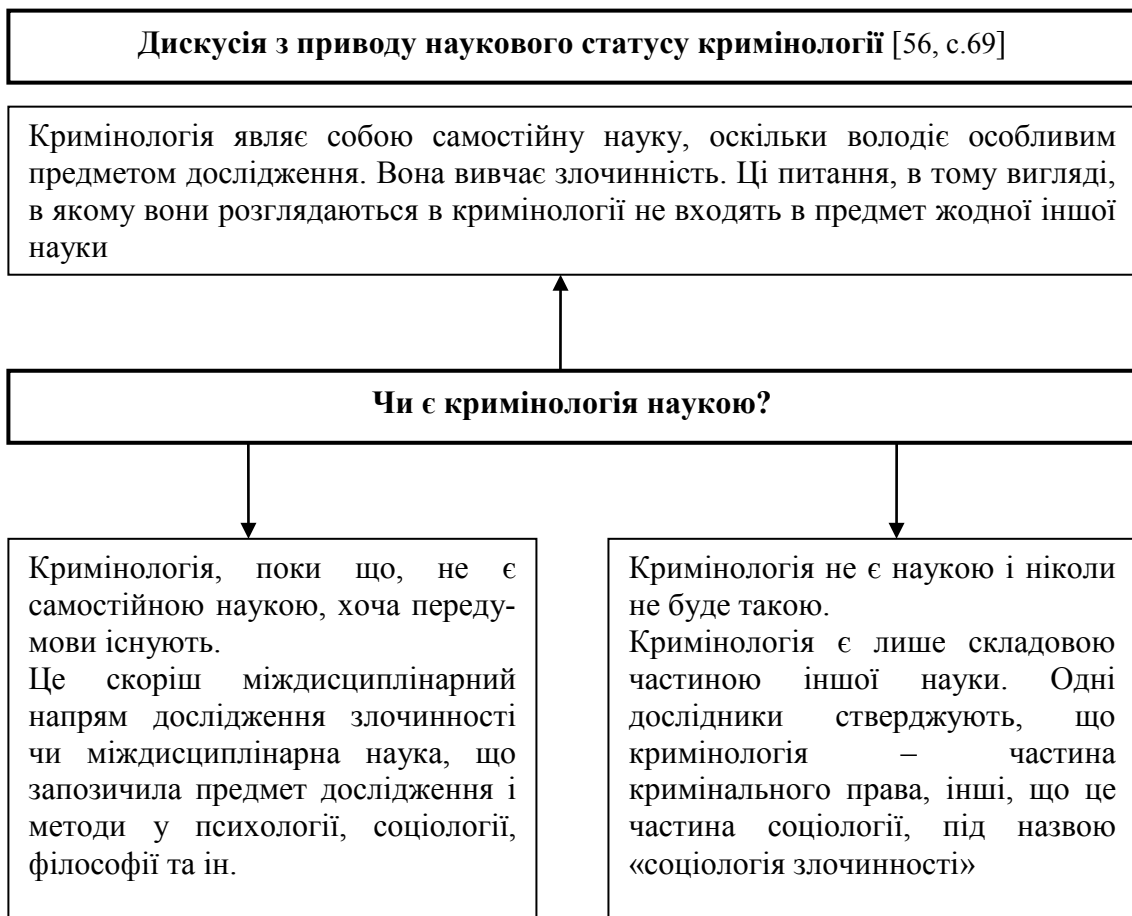 Дискусія з приводу наукового статусу кримінології [56, с.69]
Кримінологія являє собою самостійну науку, оскільки володіє особливим
предметом дослідження. Вона вивчає злочинність. Ці питання, в тому вигляді,
в якому вони розглядаються в кримінології не входять в предмет жодної іншої
науки
Чи є кримінологія наукою?
Кримінологія, поки що, не є
самостійною наукою, хоча переду-
мови існують.
Це скоріш міждисциплінарний
напрям дослідження злочинності
чи міждисциплінарна наука, що
запозичила предмет дослідження і
методи у психології, соціології,
філософії та ін.
Кримінологія не є наукою і ніколи
не буде такою.
Кримінологія є лише складовою
частиною іншої науки. Одні
дослідники стверджують, що
кримінологія – частина
кримінального права, інші, що це
частина соціології, під назвою
«соціологія злочинності»